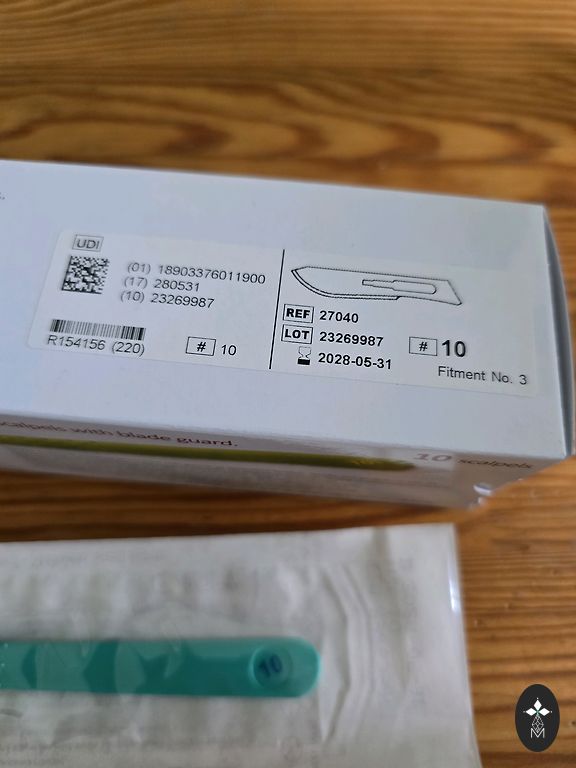 UDI
(01) 18903376011900
(17) 280531
(10) 23269987
R154156 (220)
# 10
REF 27040
LOT 23269987
2028-05-31
# 10
Fitment No. 3
scalpels with blade guard.
10 scalpels
10
M